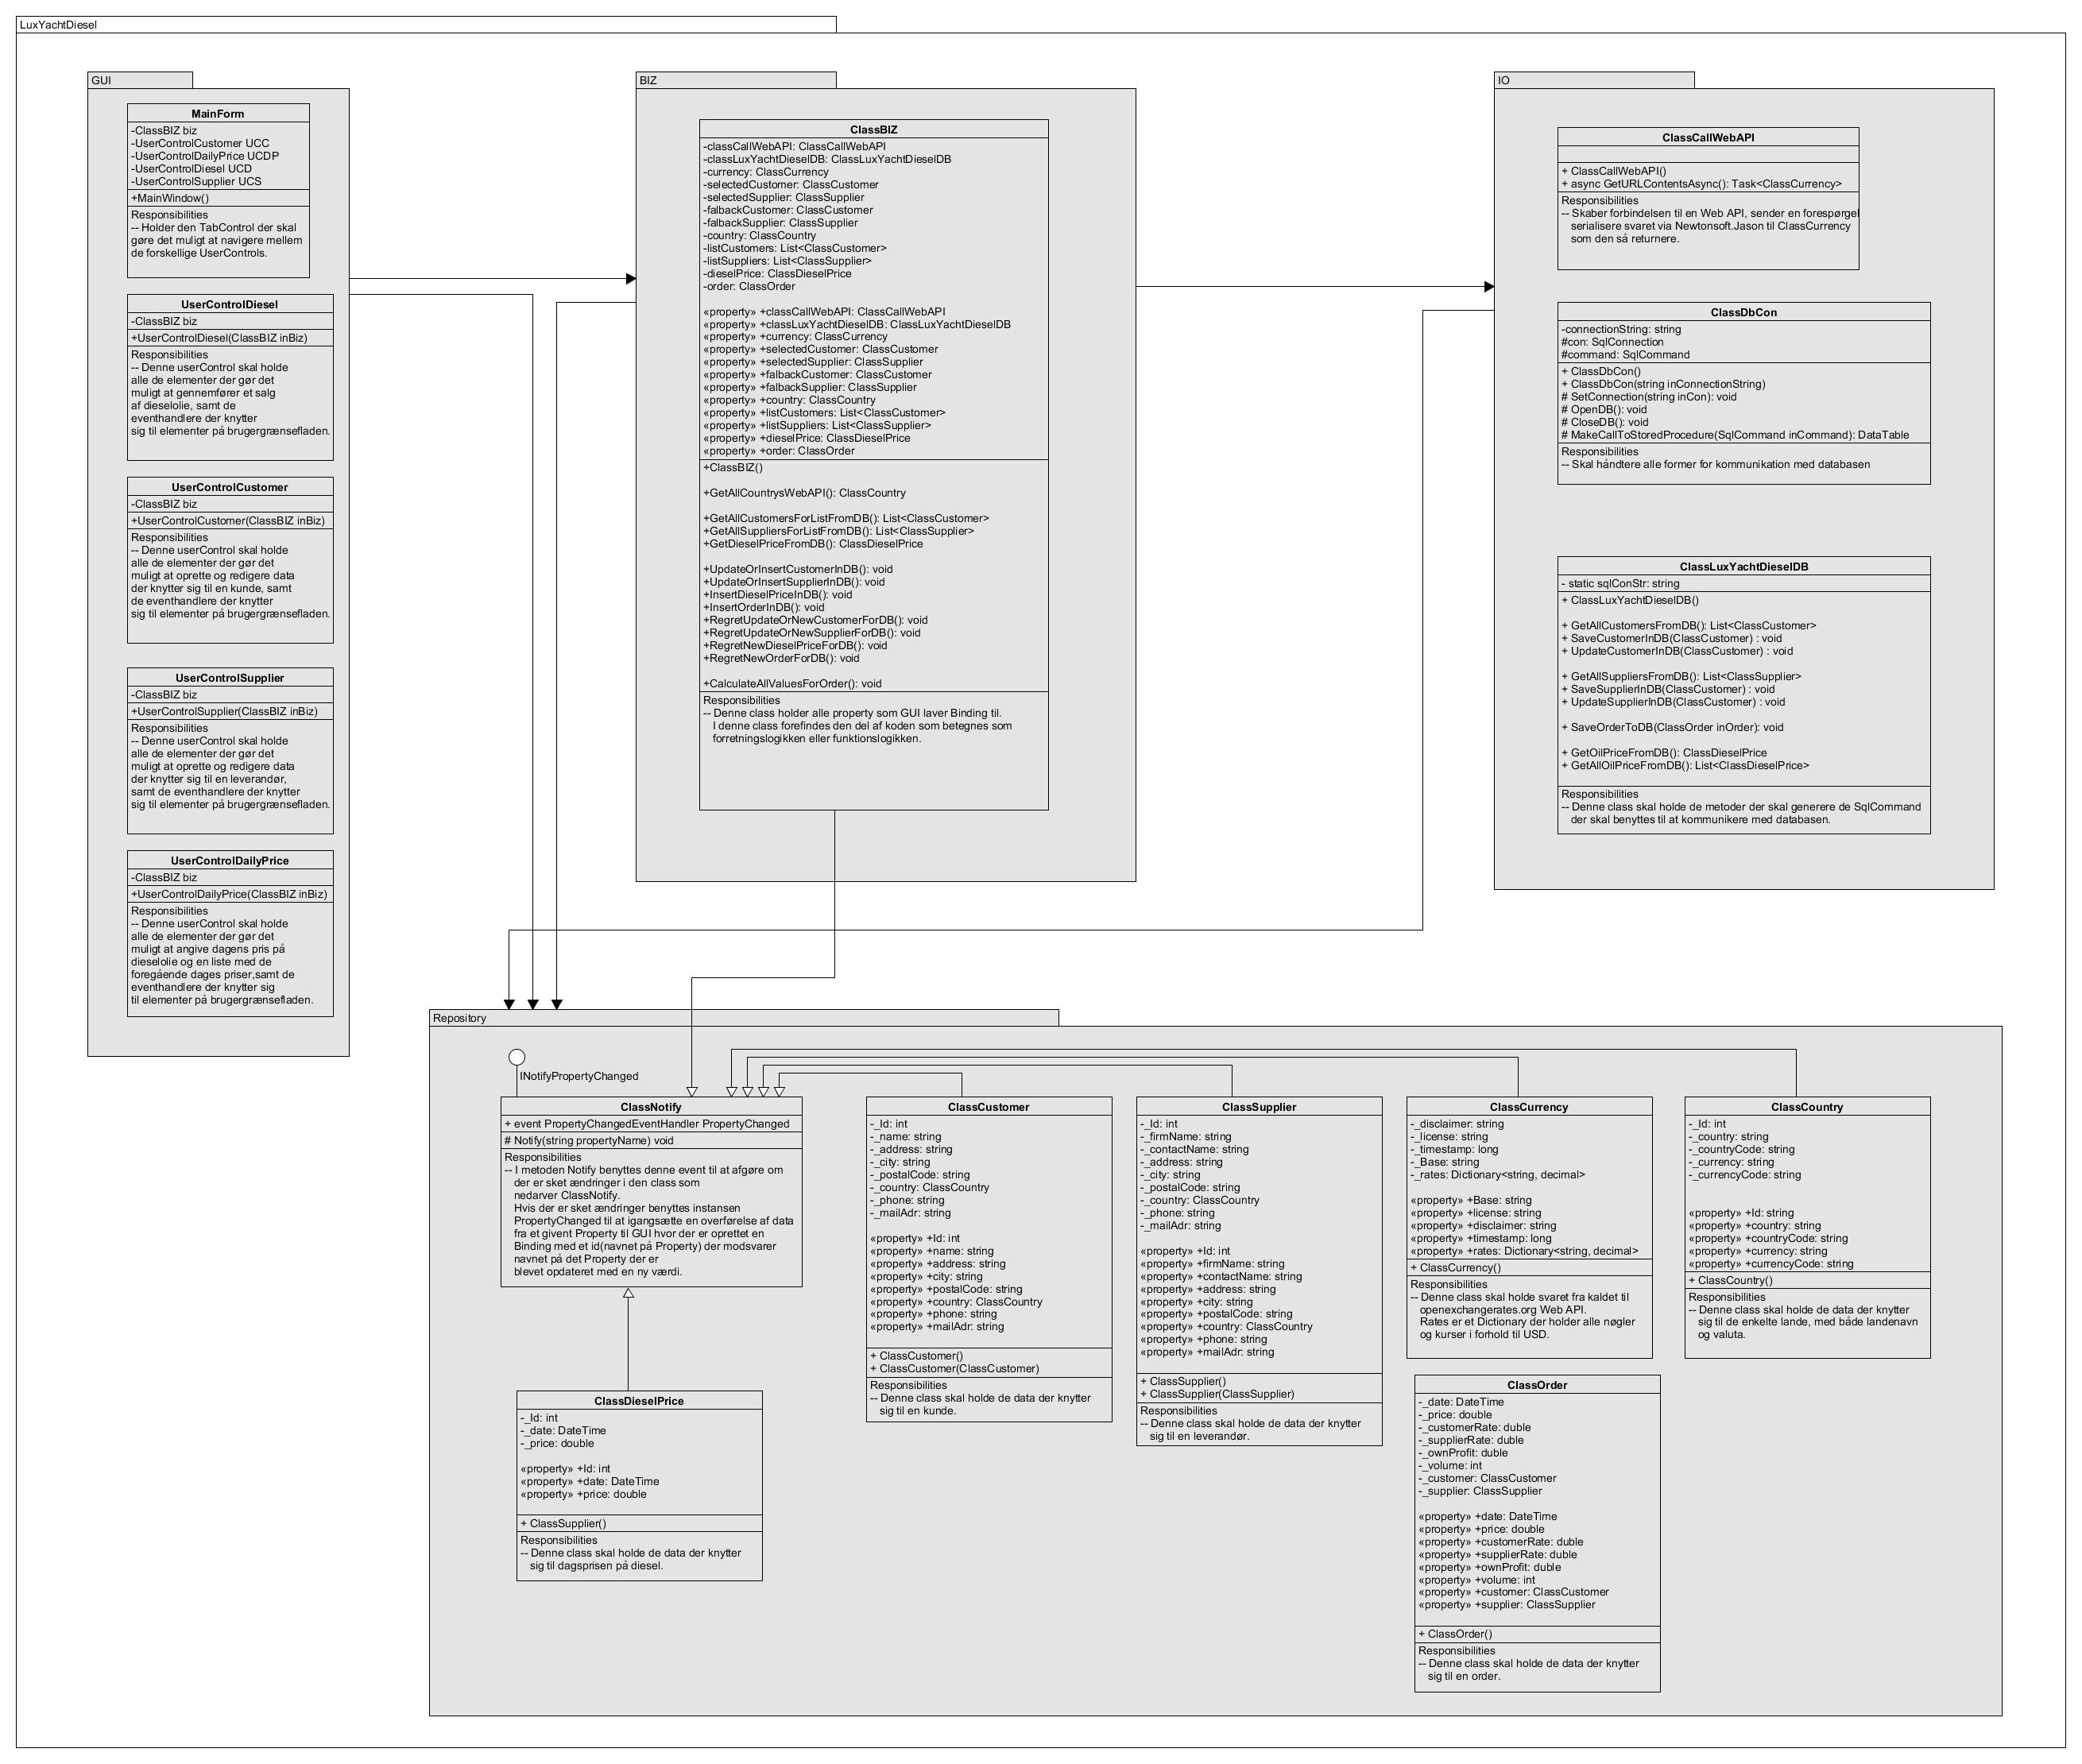 LuxYachtDiesel
GUI
MainForm
-ClassBIZ biz
-UserControlCustomer UCC
-UserControlDailyPrice UCDP
-UserControlDiesel UCD
-UserControlSupplier UCS
+MainWindow()
Responsibilities
-- Holder den TabControl der skal
gøre det muligt at navigere mellem
de forskellige UserControls.
UserControlDiesel
-ClassBIZ biz
+UserControlDiesel(ClassBIZ inBiz)
Responsibilities
-- Denne userControl skal holde
alle de elementer der gør det
muligt at gennemfører et salg
af dieselolie, samt de
eventhandlere der knytter
sig til elementer på brugergrænsefladen.
UserControlCustomer
-ClassBIZ biz
+UserControlCustomer(ClassBIZ inBiz)
Responsibilities
-- Denne userControl skal holde
alle de elementer der gør det
muligt at oprette og redigere data
der knytter sig til en kunde, samt
de eventhandlere der knytter
sig til elementer på brugergrænsefladen.
UserControlSupplier
-ClassBIZ biz
+UserControlSupplier(ClassBIZ inBiz)
Responsibilities
-- Denne userControl skal holde
alle de elementer der gør det
muligt at oprette og redigere data
der knytter sig til en leverandør,
samt de eventhandlere der knytter
sig til elementer på brugergrænsefladen.
UserControlDailyPrice
-ClassBIZ biz
+UserControlDailyPrice(ClassBIZ inBiz)
Responsibilities
-- Denne userControl skal holde
alle de elementer der gør det
muligt at angive dagens pris på
dieselolie og en liste med de
foregående dages priser,samt de
eventhandlere der knytter sig
til elementer på brugergrænsefladen.
BIZ
ClassBIZ
-classCallWebAPI: ClassCallWebAPI
-classLuxYachtDieselDB: ClassLuxYachtDieselDB
-currency: ClassCurrency
-selectedCustomer: ClassCustomer
-selectedSupplier: ClassSupplier
-falbackCustomer: ClassCustomer
-falbackSupplier: ClassSupplier
-country: ClassCountry
-listCustomers: List<ClassCustomer>
-listSuppliers: List<ClassSupplier>
-dieselPrice: ClassDieselPrice
-order: ClassOrder
«property» +classCallWebAPI: ClassCallWebAPI
«property» +classLuxYachtDieselDB: ClassLuxYachtDieselDB
«property» +currency: ClassCurrency
«property» +selectedCustomer: ClassCustomer
«property» +selectedSupplier: ClassSupplier
«property» +falbackCustomer: ClassCustomer
«property» +falbackSupplier: ClassSupplier
«property» +country: ClassCountry
«property» +listCustomers: List<ClassCustomer>
«property» +listSuppliers: List<ClassSupplier>
«property» +dieselPrice: ClassDieselPrice
«property» +order: ClassOrder
+ClassBIZ()
+GetAllCountrysWebAPI(): ClassCountry
+GetAllCustomersForListFromDB(): List<ClassCustomer>
+GetAllSuppliersForListFromDB(): List<ClassSupplier>
+GetDieselPriceFromDB(): ClassDieselPrice
+UpdateOrInsertCustomerInDB(): void
+UpdateOrInsertSupplierInDB(): void
+InsertDieselPriceInDB(): void
+InsertOrderInDB(): void
+RegretUpdateOrNewCustomerForDB(): void
+RegretUpdateOrNewSupplierForDB(): void
+RegretNewDieselPriceForDB(): void
+RegretNewOrderForDB(): void
+CalculateAllValuesForOrder(): void
Responsibilities
-- Denne class holder alle property som GUI laver Binding til.
I denne class forefindes den del af koden som betegnes som
forretningslogikken eller funktionslogikken.
IO
ClassCallWebAPI
+ ClassCallWebAPI()
+ async GetURLContentsAsync(): Task<ClassCurrency>
Responsibilities
-- Skaber forbindelsen til en Web API, sender en forespørgel
serialisere svaret via Newtonsoft.Jason til ClassCurrency
som den så returnere.
ClassDbCon
-connectionString: string
#con: SqlConnection
#command: SqlCommand
+ ClassDbCon()
+ ClassDbCon(string inConnectionString)
# SetConnection(string inCon): void
# OpenDB(): void
# CloseDB(): void
# MakeCallToStoredProcedure(SqlCommand inCommand): DataTable
Responsibilities
-- Skal håndtere alle former for kommunikation med databasen
ClassLuxYachtDieselDB
- static sqlConStr: string
+ ClassLuxYachtDieselDB()
+ GetAllCustomersFromDB(): List<ClassCustomer>
+ SaveCustomerInDB(ClassCustomer) : void
+ UpdateCustomerInDB(ClassCustomer) : void
+ GetAllSuppliersFromDB(): List<ClassSupplier>
+ SaveSupplierInDB(ClassCustomer) : void
+ UpdateSupplierInDB(ClassCustomer) : void
+ SaveOrderToDB(ClassOrder inOrder): void
+ GetOilPriceFromDB(): ClassDieselPrice
+ GetAllOilPriceFromDB(): List<ClassDieselPrice>
Responsibilities
-- Denne class skal holde de metoder der skal generere de SqlCommand
der skal benyttes til at kommunikere med databasen.
Repository
INotifyPropertyChanged
ClassNotify
+ event PropertyChangedEventHandler PropertyChanged
# Notify(string propertyName) void
Responsibilities
-- I metoden Notify benyttes denne event til at afgøre om
der er sket ændringer i den class som
nedarver ClassNotify.
Hvis der er sket ændringer benyttes instansen
PropertyChanged til at igangsætte en overførelse af data
fra et givent Property til GUI hvor der er oprettet en
Binding med et id(navnet på Property) der modsvarer
navnet på det Property der er
blevet opdateret med en ny værdi.
ClassDieselPrice
-_Id: int
-_date: DateTime
-_price: double
«property» +Id: int
«property» +date: DateTime
«property» +price: double
+ ClassSupplier()
Responsibilities
-- Denne class skal holde de data der knytter
sig til dagsprisen på diesel.
ClassCustomer
-_Id: int
-_name: string
-_address: string
-_city: string
-_postalCode: string
-_country: ClassCountry
-_phone: string
-_mailAdr: string
«property» +Id: int
«property» +name: string
«property» +address: string
«property» +city: string
«property» +postalCode: string
«property» +country: ClassCountry
«property» +phone: string
«property» +mailAdr: string
+ ClassCustomer()
+ ClassCustomer(ClassCustomer)
Responsibilities
-- Denne class skal holde de data der knytter
sig til en kunde.
ClassSupplier
-_Id: int
-_firmName: string
-_contactName: string
-_address: string
-_city: string
-_postalCode: string
-_country: ClassCountry
-_phone: string
-_mailAdr: string
«property» +Id: int
«property» +firmName: string
«property» +contactName: string
«property» +address: string
«property» +city: string
«property» +postalCode: string
«property» +country: ClassCountry
«property» +phone: string
«property» +mailAdr: string
+ ClassSupplier()
+ ClassSupplier(ClassSupplier)
Responsibilities
-- Denne class skal holde de data der knytter
sig til en leverandør.
ClassCurrency
-_disclaimer: string
-_license: string
-_timestamp: long
-_Base: string
-_rates: Dictionary<string, decimal>
«property» +Base: string
«property» +license: string
«property» +disclaimer: string
«property» +timestamp: long
«property» +rates: Dictionary<string, decimal>
+ ClassCurrency()
Responsibilities
-- Denne class skal holde svaret fra kaldet til
openexchangerates.org Web API.
Rates er et Dictionary der holder alle nøgler
og kurser i forhold til USD.
ClassCountry
-_Id: int
-_country: string
-_countryCode: string
-_currency: string
-_currencyCode: string
«property» +Id: string
«property» +country: string
«property» +countryCode: string
«property» +currency: string
«property» +currencyCode: string
+ ClassCountry()
Responsibilities
-- Denne class skal holde de data der knytter
sig til de enkelte lande, med både landenavn
og valuta.
ClassOrder
-_date: DateTime
-_price: double
-_customerRate: duble
-_supplierRate: duble
-_ownProfit: duble
-_volume: int
-_customer: ClassCustomer
-_supplier: ClassSupplier
«property» +date: DateTime
«property» +price: double
«property» +customerRate: duble
«property» +supplierRate: duble
«property» +ownProfit: duble
«property» +volume: int
«property» +customer: ClassCustomer
«property» +supplier: ClassSupplier
+ ClassOrder()
Responsibilities
-- Denne class skal holde de data der knytter
sig til en order.